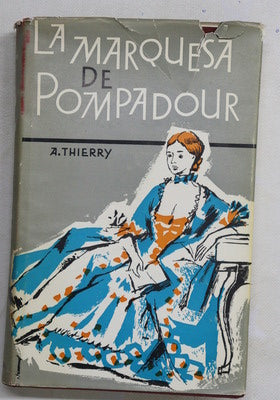 LA MARQUESA
DE
POMPADOUR
A. THIERRY